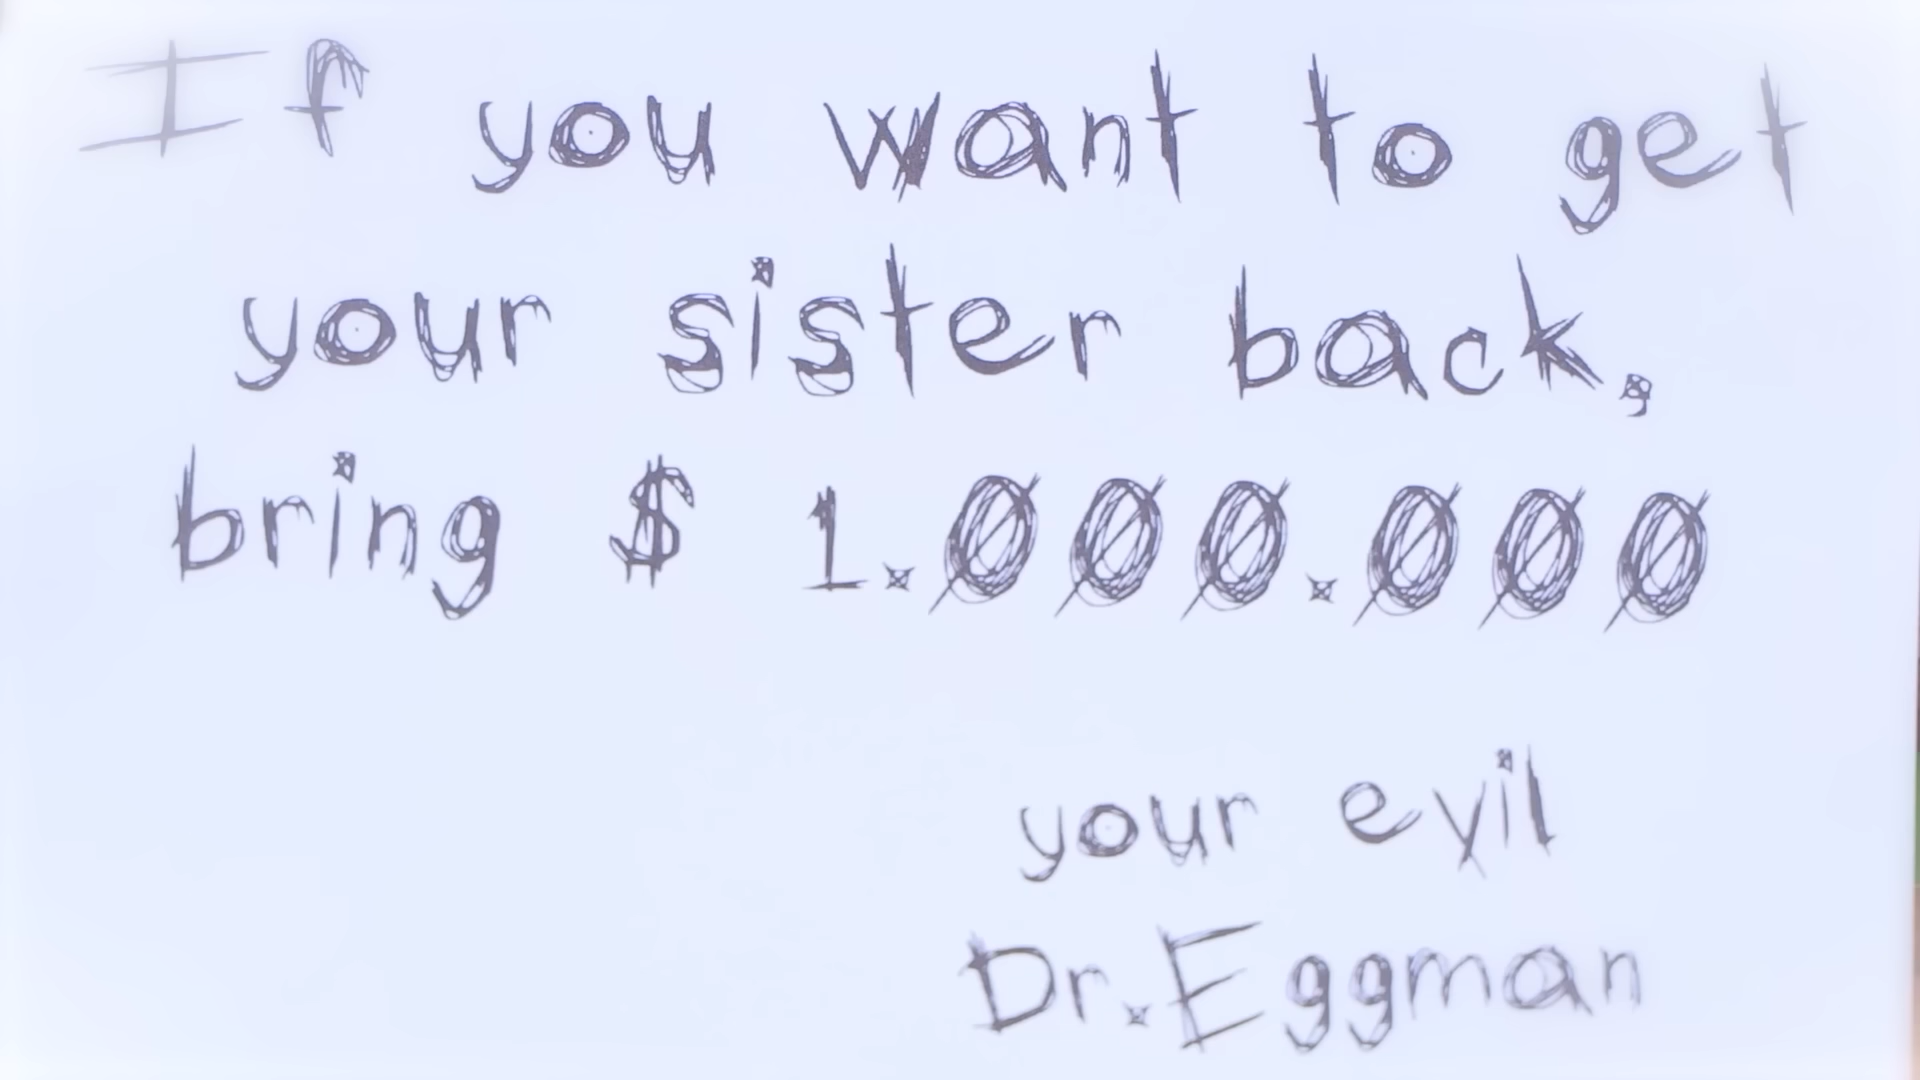 If you want to get
your sister back,
bring $ 1.000.000
your evil
Dr.Eggman